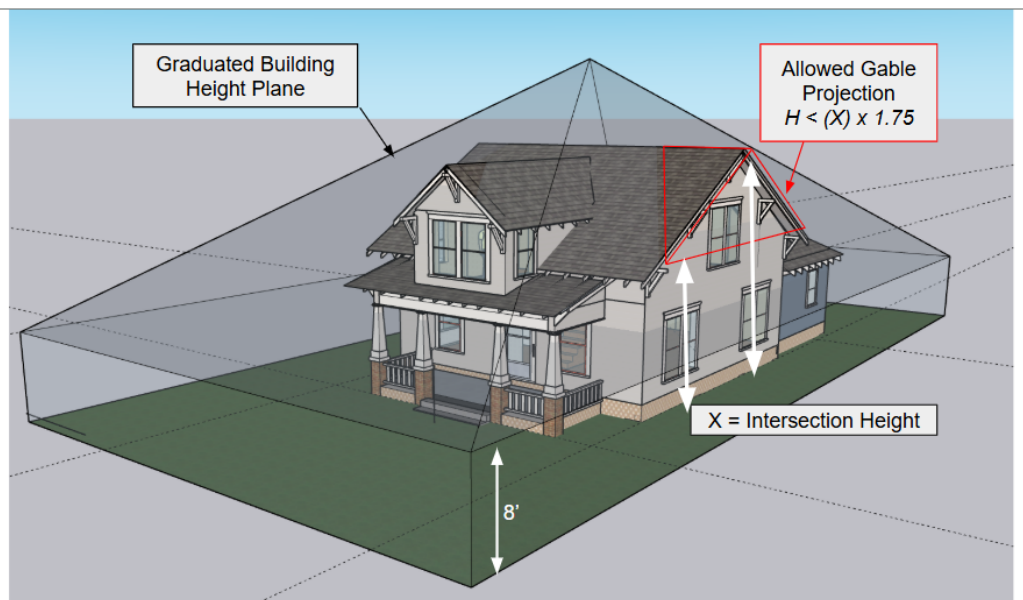 Graduated Building
Height Plane
Allowed Gable
Projection
H < (X) x 1.75
X = Intersection Height
8'